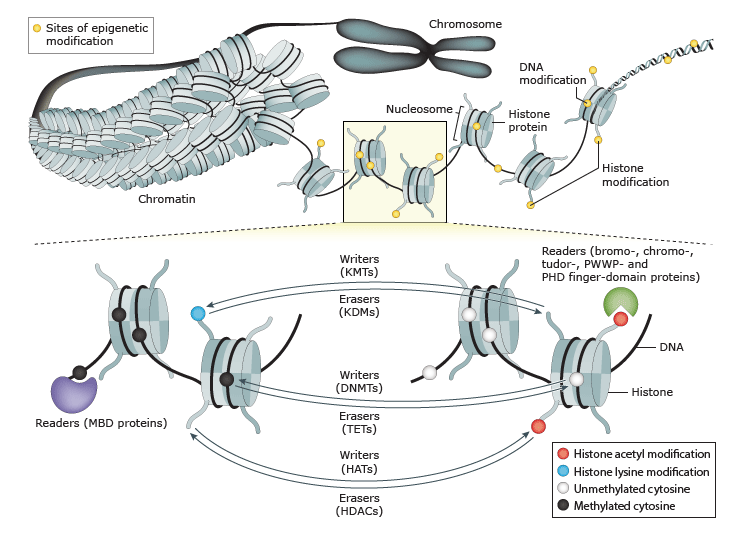 Sites of epigenetic
modification
Chromosome
DNA
modification
Nucleosome
Histone
protein
Histone
modification
Chromatin
Writers
(KMTs)
Erasers
(KDMs)
Readers (bromo-, chromo-,
tudor-, PWWP- and
PHD finger-domain proteins)
DNA
Writers
(DNMTs)
Histone
Erasers
(TETs)
Readers (MBD proteins)
Writers
(HATs)
Erasers
(HDACs)
Histone acetyl modification
Histone lysine modification
Unmethylated cytosine
Methylated cytosine